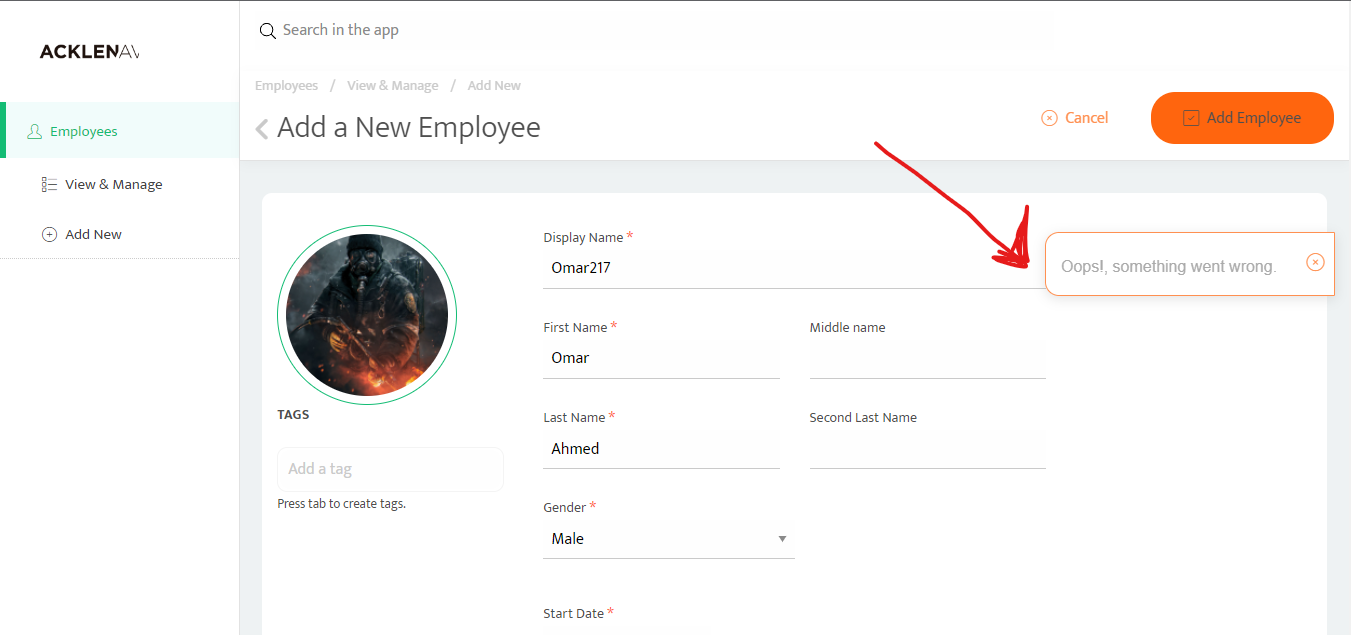 Search in the app
ACKLENAV
Employees / View & Manage / Add New
Add a New Employee
Cancel
Add Employee
Employees
View & Manage
Add New
Display Name *
Omar217
Oops!, something went wrong.
First Name *
Middle name
Omar
TAGS
Last Name *
Second Last Name
Ahmed
Add a tag
Press tab to create tags.
Gender *
Male
Start Date *